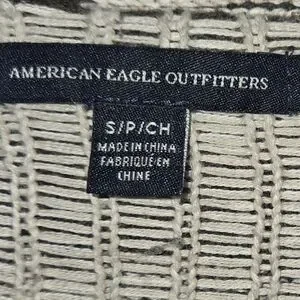 AMERICAN EAGLE OUTFITTERS
S/P/CH
MADE IN CHINA
FABRIQUÉ EN
CHINE